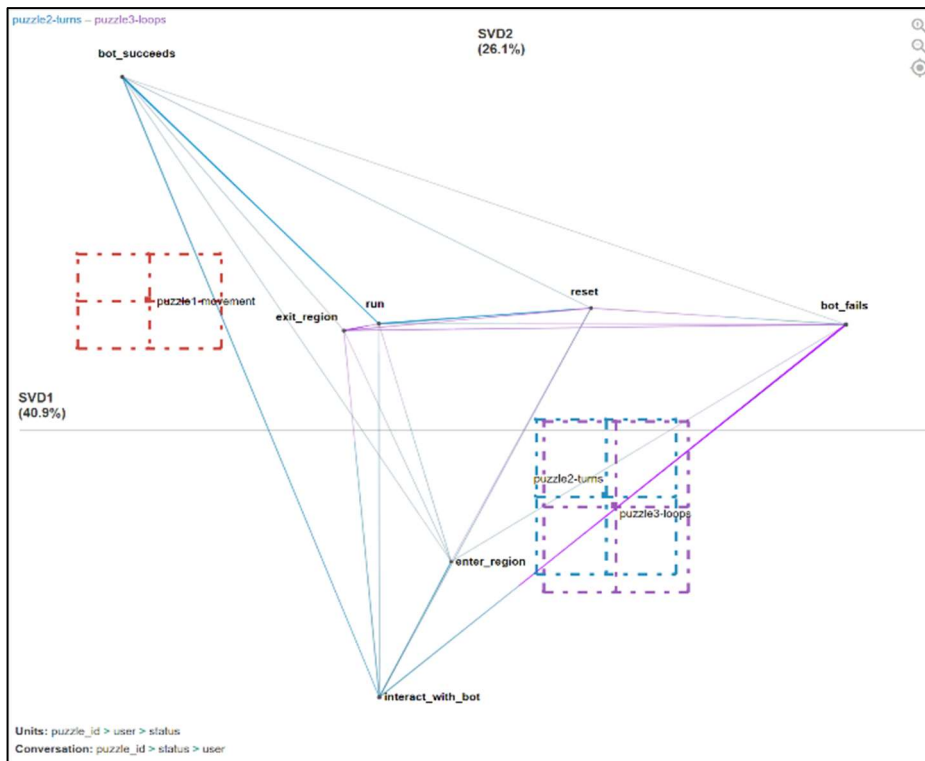 puzzle2-turns – puzzle3-loops
SVD2
(26.1%)
bot_succeeds
puzzle1-movement
reset
run
bot_fails
exit_region
SVD1
(40.9%)
puzzle2-turns
puzzle3-loops
enter_region
interact_with_bot
Units: puzzle_id > user > status
Conversation: puzzle_id > status > user